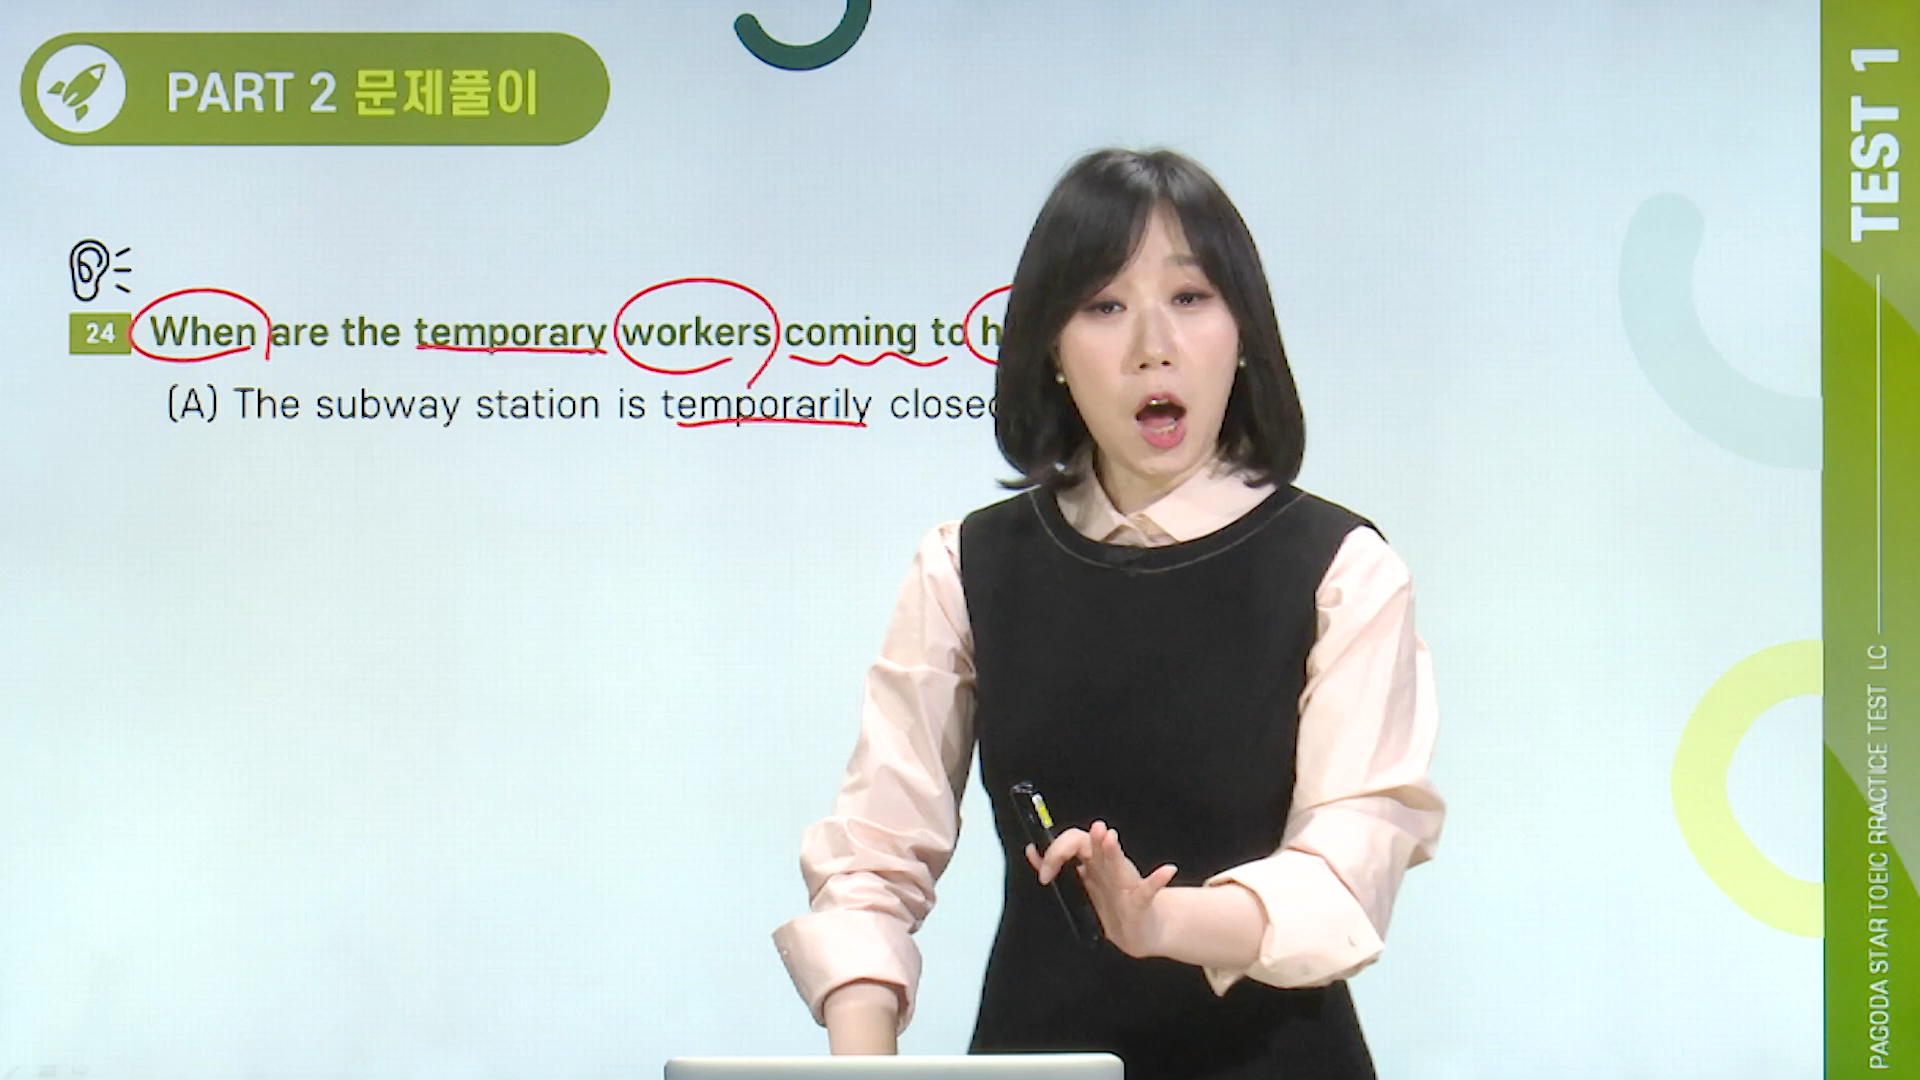 PART 2 문제풀이
24 When are the temporary workers coming to
(A) The subway station is temporarily
TEST 1
PAGODA STAR TOEIC RRACTICE TEST LC